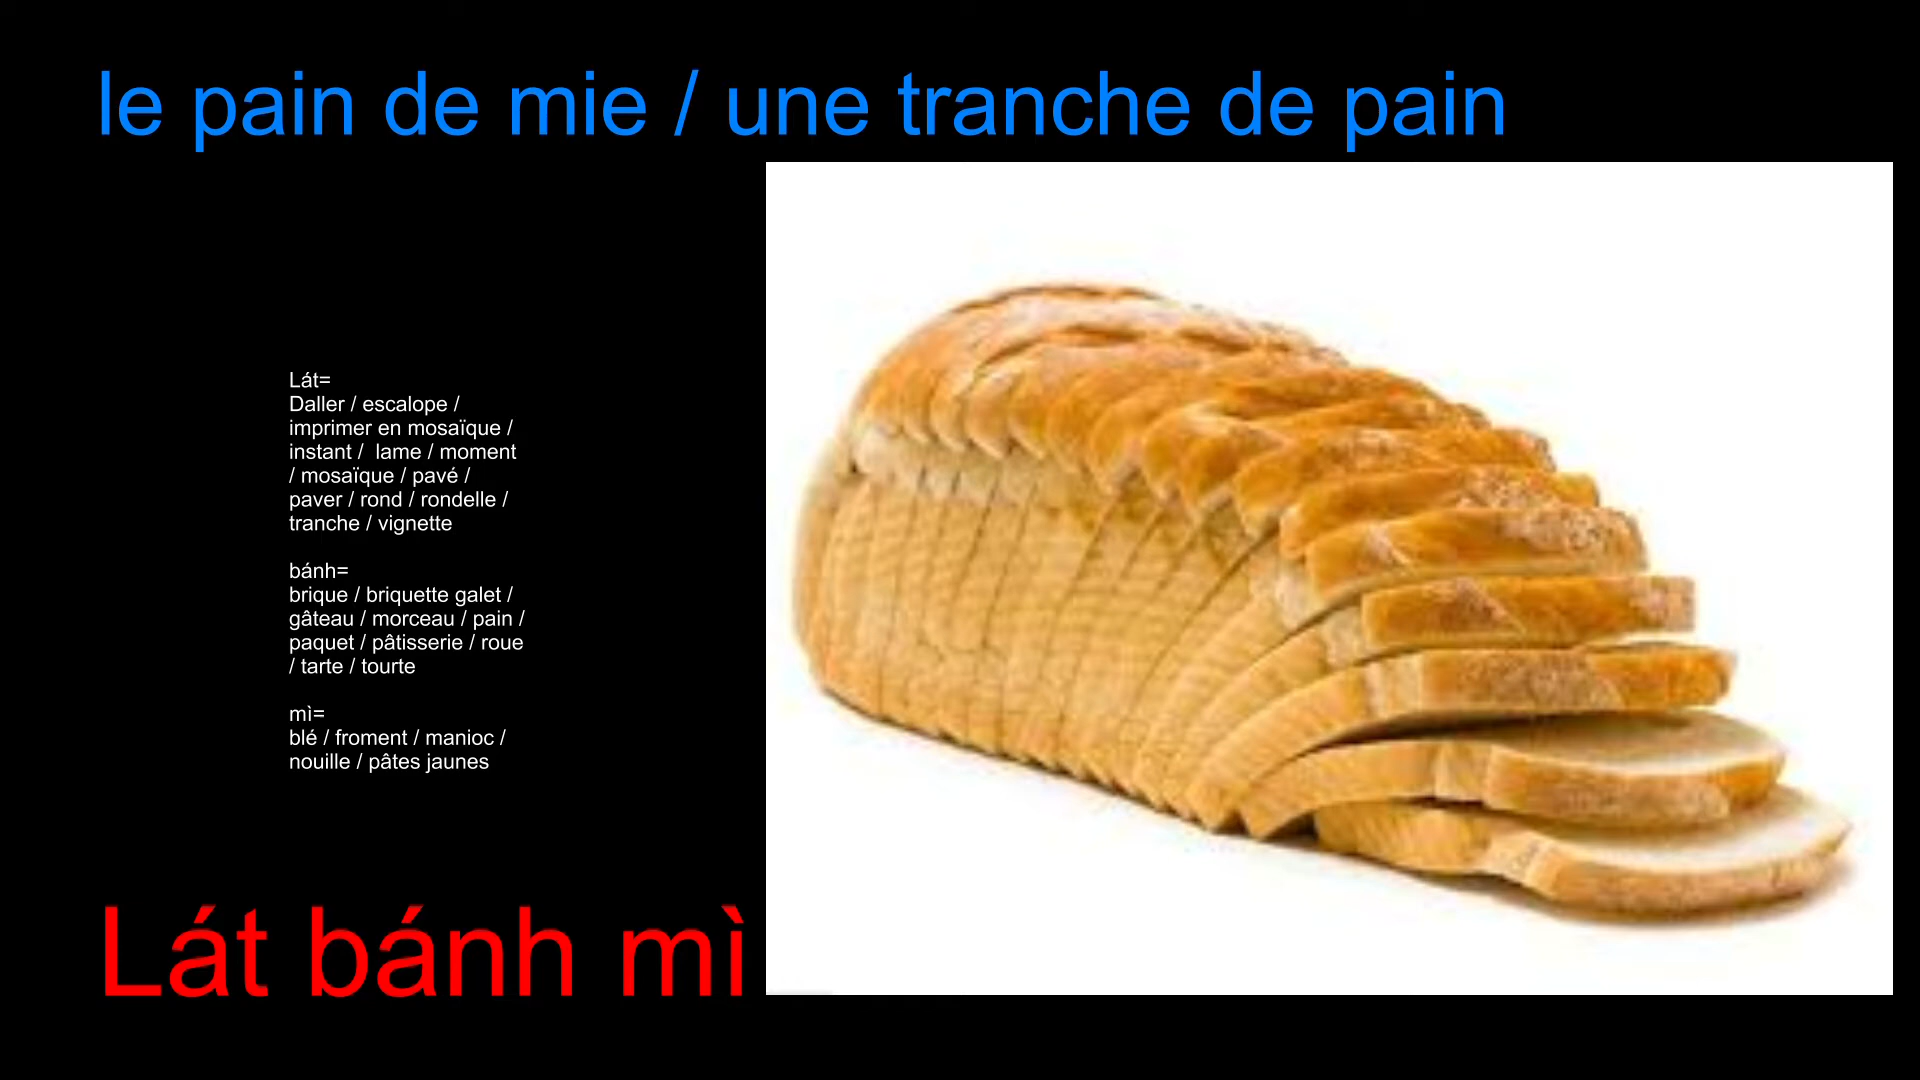 le pain de mie / une tranche de pain
Lát=
Daller / escalope /
imprimer en mosaïque /
instant /  lame / moment
/ mosaïque / pavé /
paver / rond / rondelle /
tranche / vignette
bánh=
brique / briquette galet /
gâteau / morceau / pain /
paquet / pâtisserie / roue
/ tarte / tourte
mì=
blé / froment / manioc /
nouille / pâtes jaunes
Lát bánh mì